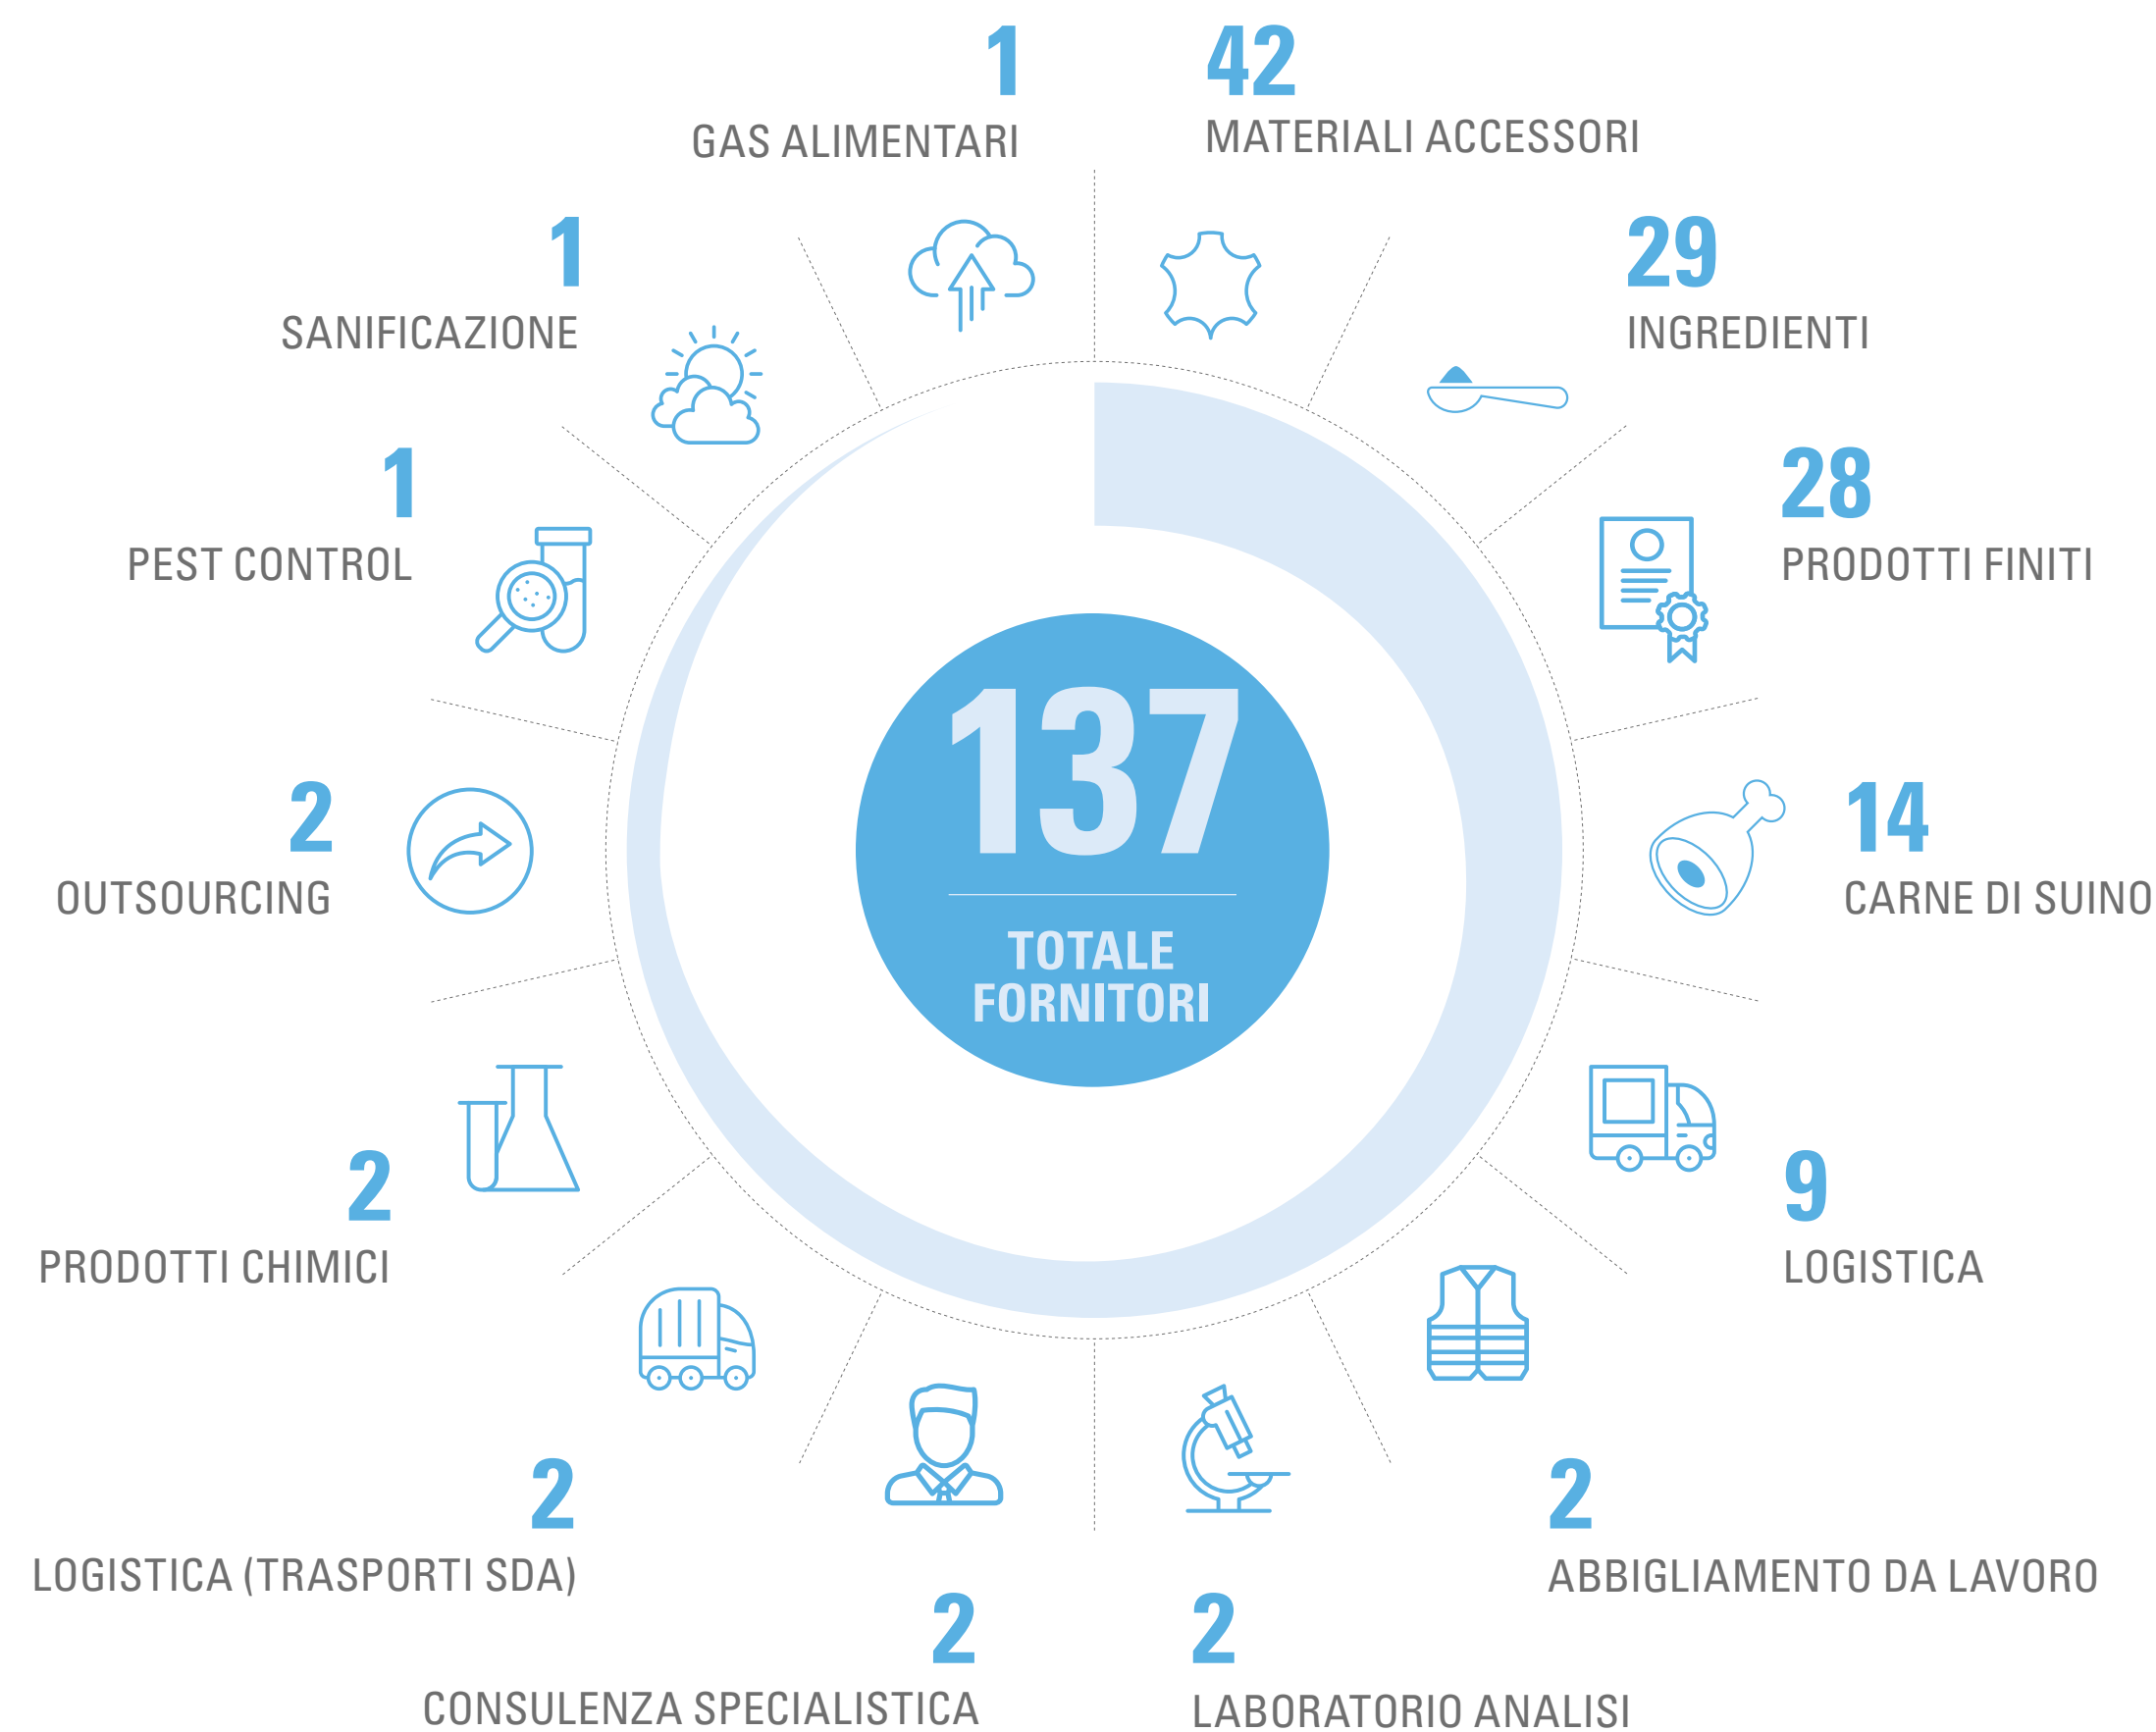 1
GAS ALIMENTARI
42
MATERIALI ACCESSORI
29
INGREDIENTI
28
PRODOTTI FINITI
14
CARNE DI SUINO
9
LOGISTICA
2
ABBIGLIAMENTO DA LAVORO
2
LABORATORIO ANALISI
2
CONSULENZA SPECIALISTICA
2
LOGISTICA (TRASPORTI SDA)
2
PRODOTTI CHIMICI
2
OUTSOURCING
1
PEST CONTROL
1
SANIFICAZIONE
137
TOTALE
FORNITORI